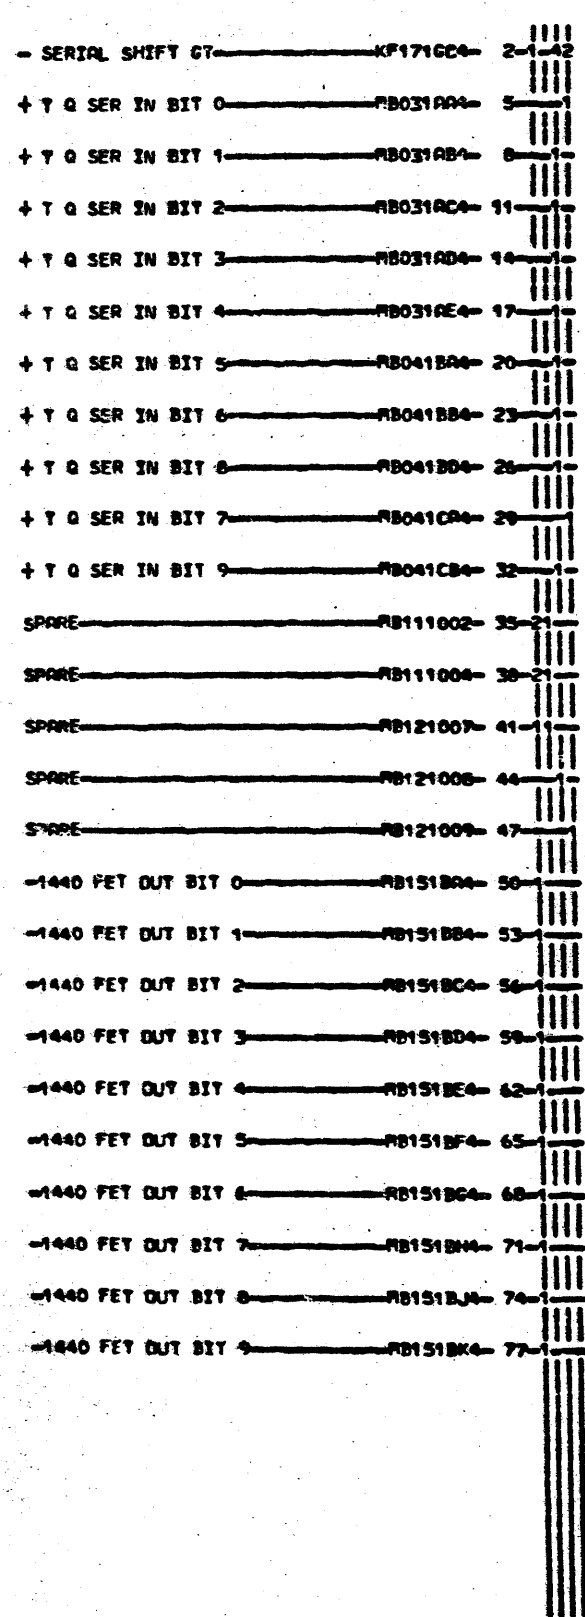 - SERIAL SHIFT GT KF171GC4- 2-1-42
+ T Q SER IN BIT 0 RB031AA4- 5 1
+ T Q SER IN BIT 1 RB031AB4- 8 1
+ T Q SER IN BIT 2 RB031AC4- 11 1
+ T Q SER IN BIT 3 RB031AD4- 14 1
+ T Q SER IN BIT 4 RB031AE4- 17 1
+ T Q SER IN BIT 5 RB041BA4- 20 1
+ T Q SER IN BIT 6 RB041BB4- 23 1
+ T Q SER IN BIT 8 RB041BD4- 26 1
+ T Q SER IN BIT 7 RB041CA4- 29
+ T Q SER IN BIT 9 RB041CB4- 32 1
SPARE RB111002- 35-21
SPARE RB111004- 38-21
SPARE RB121007- 41-11
SPARE RB121008- 44 1
SPARE RB121009- 47
-1440 FET OUT BIT 0 RB151BA4- 50-1
-1440 FET OUT BIT 1 RB151BB4- 53-1
-1440 FET OUT BIT 2 RB151BC4- 56-1
-1440 FET OUT BIT 3 RB151BD4- 59-1
-1440 FET OUT BIT 4 RB151BE4- 62-1
-1440 FET OUT BIT 5 RB151BF4- 65-1
-1440 FET OUT BIT 6 RB151BG4- 68-1
-1440 FET OUT BIT 7 RB151BH4- 71-1
-1440 FET OUT BIT 8 RB151BJ4- 74-1
-1440 FET OUT BIT 9 RB151BK4- 77-1